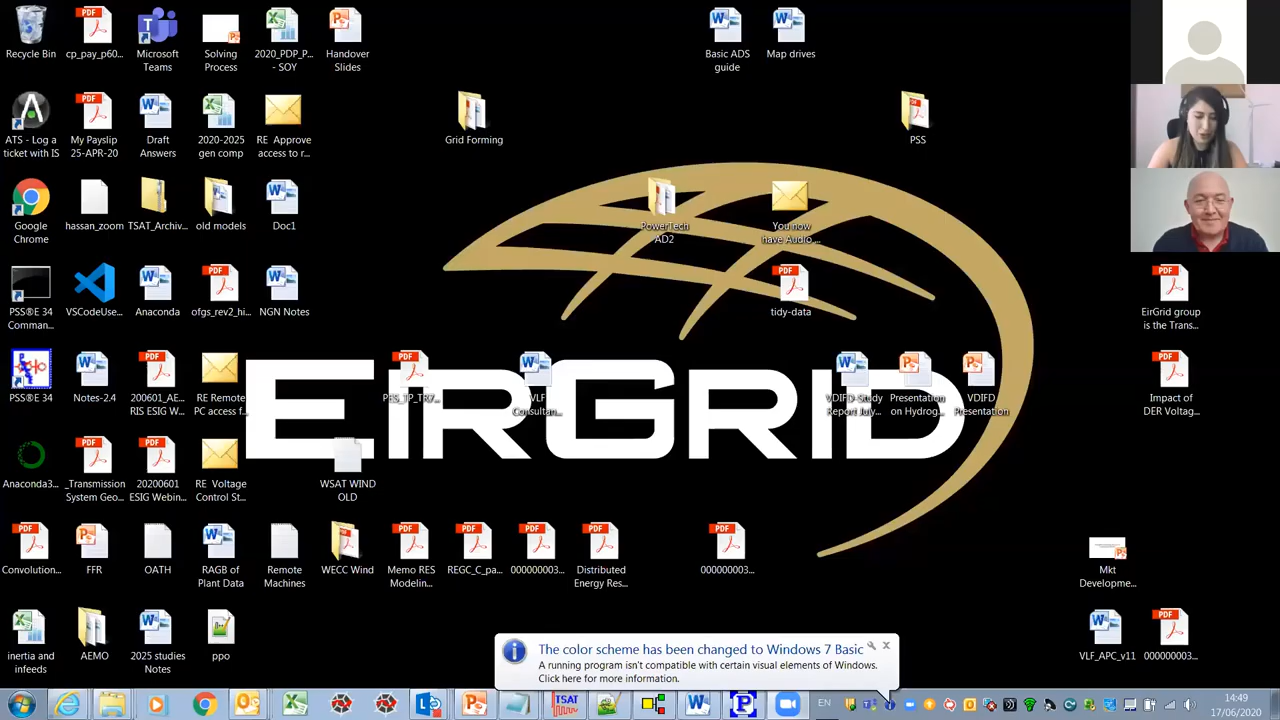 Recycle Bin
cp_pay_p60...
Microsoft
Teams
Solving
Process
2020_PDP_P...
- SOY
Handover
Slides
Basic ADS
guide
Map drives
ATS - Log a
ticket with IS
My Payslip
25-APR-20
Draft
Answers
2020-2025
gen comp
RE Approve
access to r...
Grid Forming
PSS
Google
Chrome
hassan_zoom
TSAT_Archiv...
old models
Doc1
PowerTech
AD2
You now
have Audio ...
PSS®E 34
Comman...
VSCodeUse...
Anaconda
ofgs_rev2_hi...
NGN Notes
tidy-data
EirGrid group
is the Trans...
PSS®E 34
Notes-2.4
200601_AE...
RIS ESIG W...
RE Remote
PC access f...
EIRGRID
PES_TP_TR7...
VLF
Consultan...
VDIFD-Study
Report July...
Presentation
on Hydrog...
VDIFD
Presentation
Impact of
DER Voltag...
Anaconda3...
_Transmission
System Geo...
20200601
ESIG Webin...
RE Voltage
Control St...
WSAT WIND
OLD
Convolution...
FFR
OATH
RAGB of
Plant Data
Remote
Machines
WECC Wind
Memo RES
Modelin...
REGC_C_pa...
000000003...
Distributed
Energy Res...
000000003...
Mkt
Developme...
inertia and
infeeds
AEMO
2025 studies
Notes
ppo
VLF_APC_v11
000000003...
The color scheme has been changed to Windows 7 Basic
A running program isn't compatible with certain visual elements of Windows.
Click here for more information.
TSAT
EN
14:49
17/06/2020